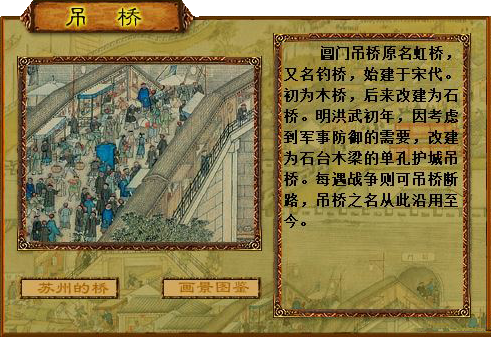 吊 桥
阊门吊桥原名虹桥，
又名钓桥，始建于宋代。
初为木桥，后来改建为石
桥。明洪武初年，因考虑
到军事防御的需要，改建
为石台木梁的单孔护城吊
桥。每遇战争则可吊桥断
路，吊桥之名从此沿用至
今。
苏州的桥
画景图鉴